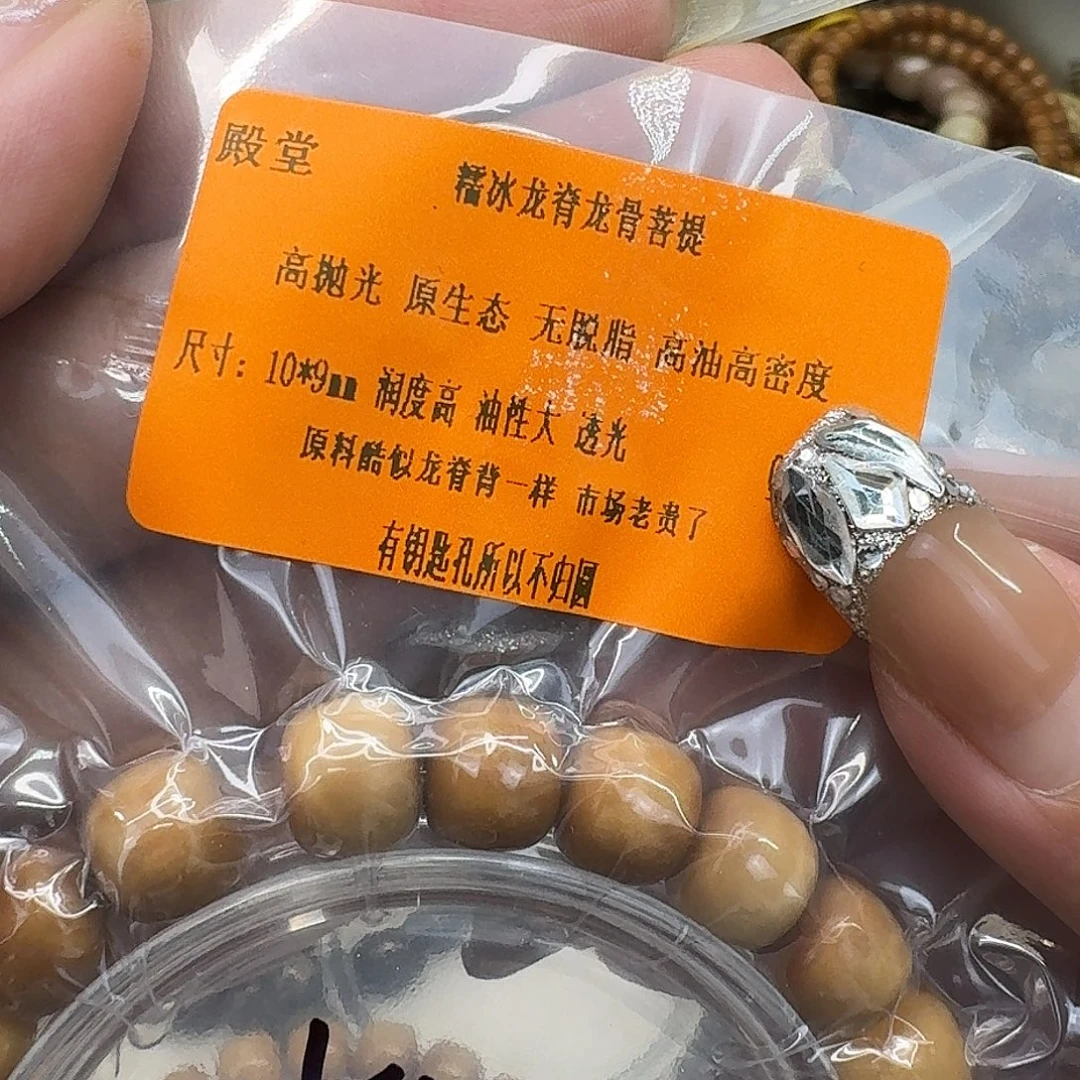 殿堂
糯冰龙脊龙骨菩提
高抛光 原生态 无脱脂 高油高密度
尺寸：10*9mm 润度高 油性大 透光
原料酷似龙脊背一样 市场老贵了
有钥匙孔所以不归圆